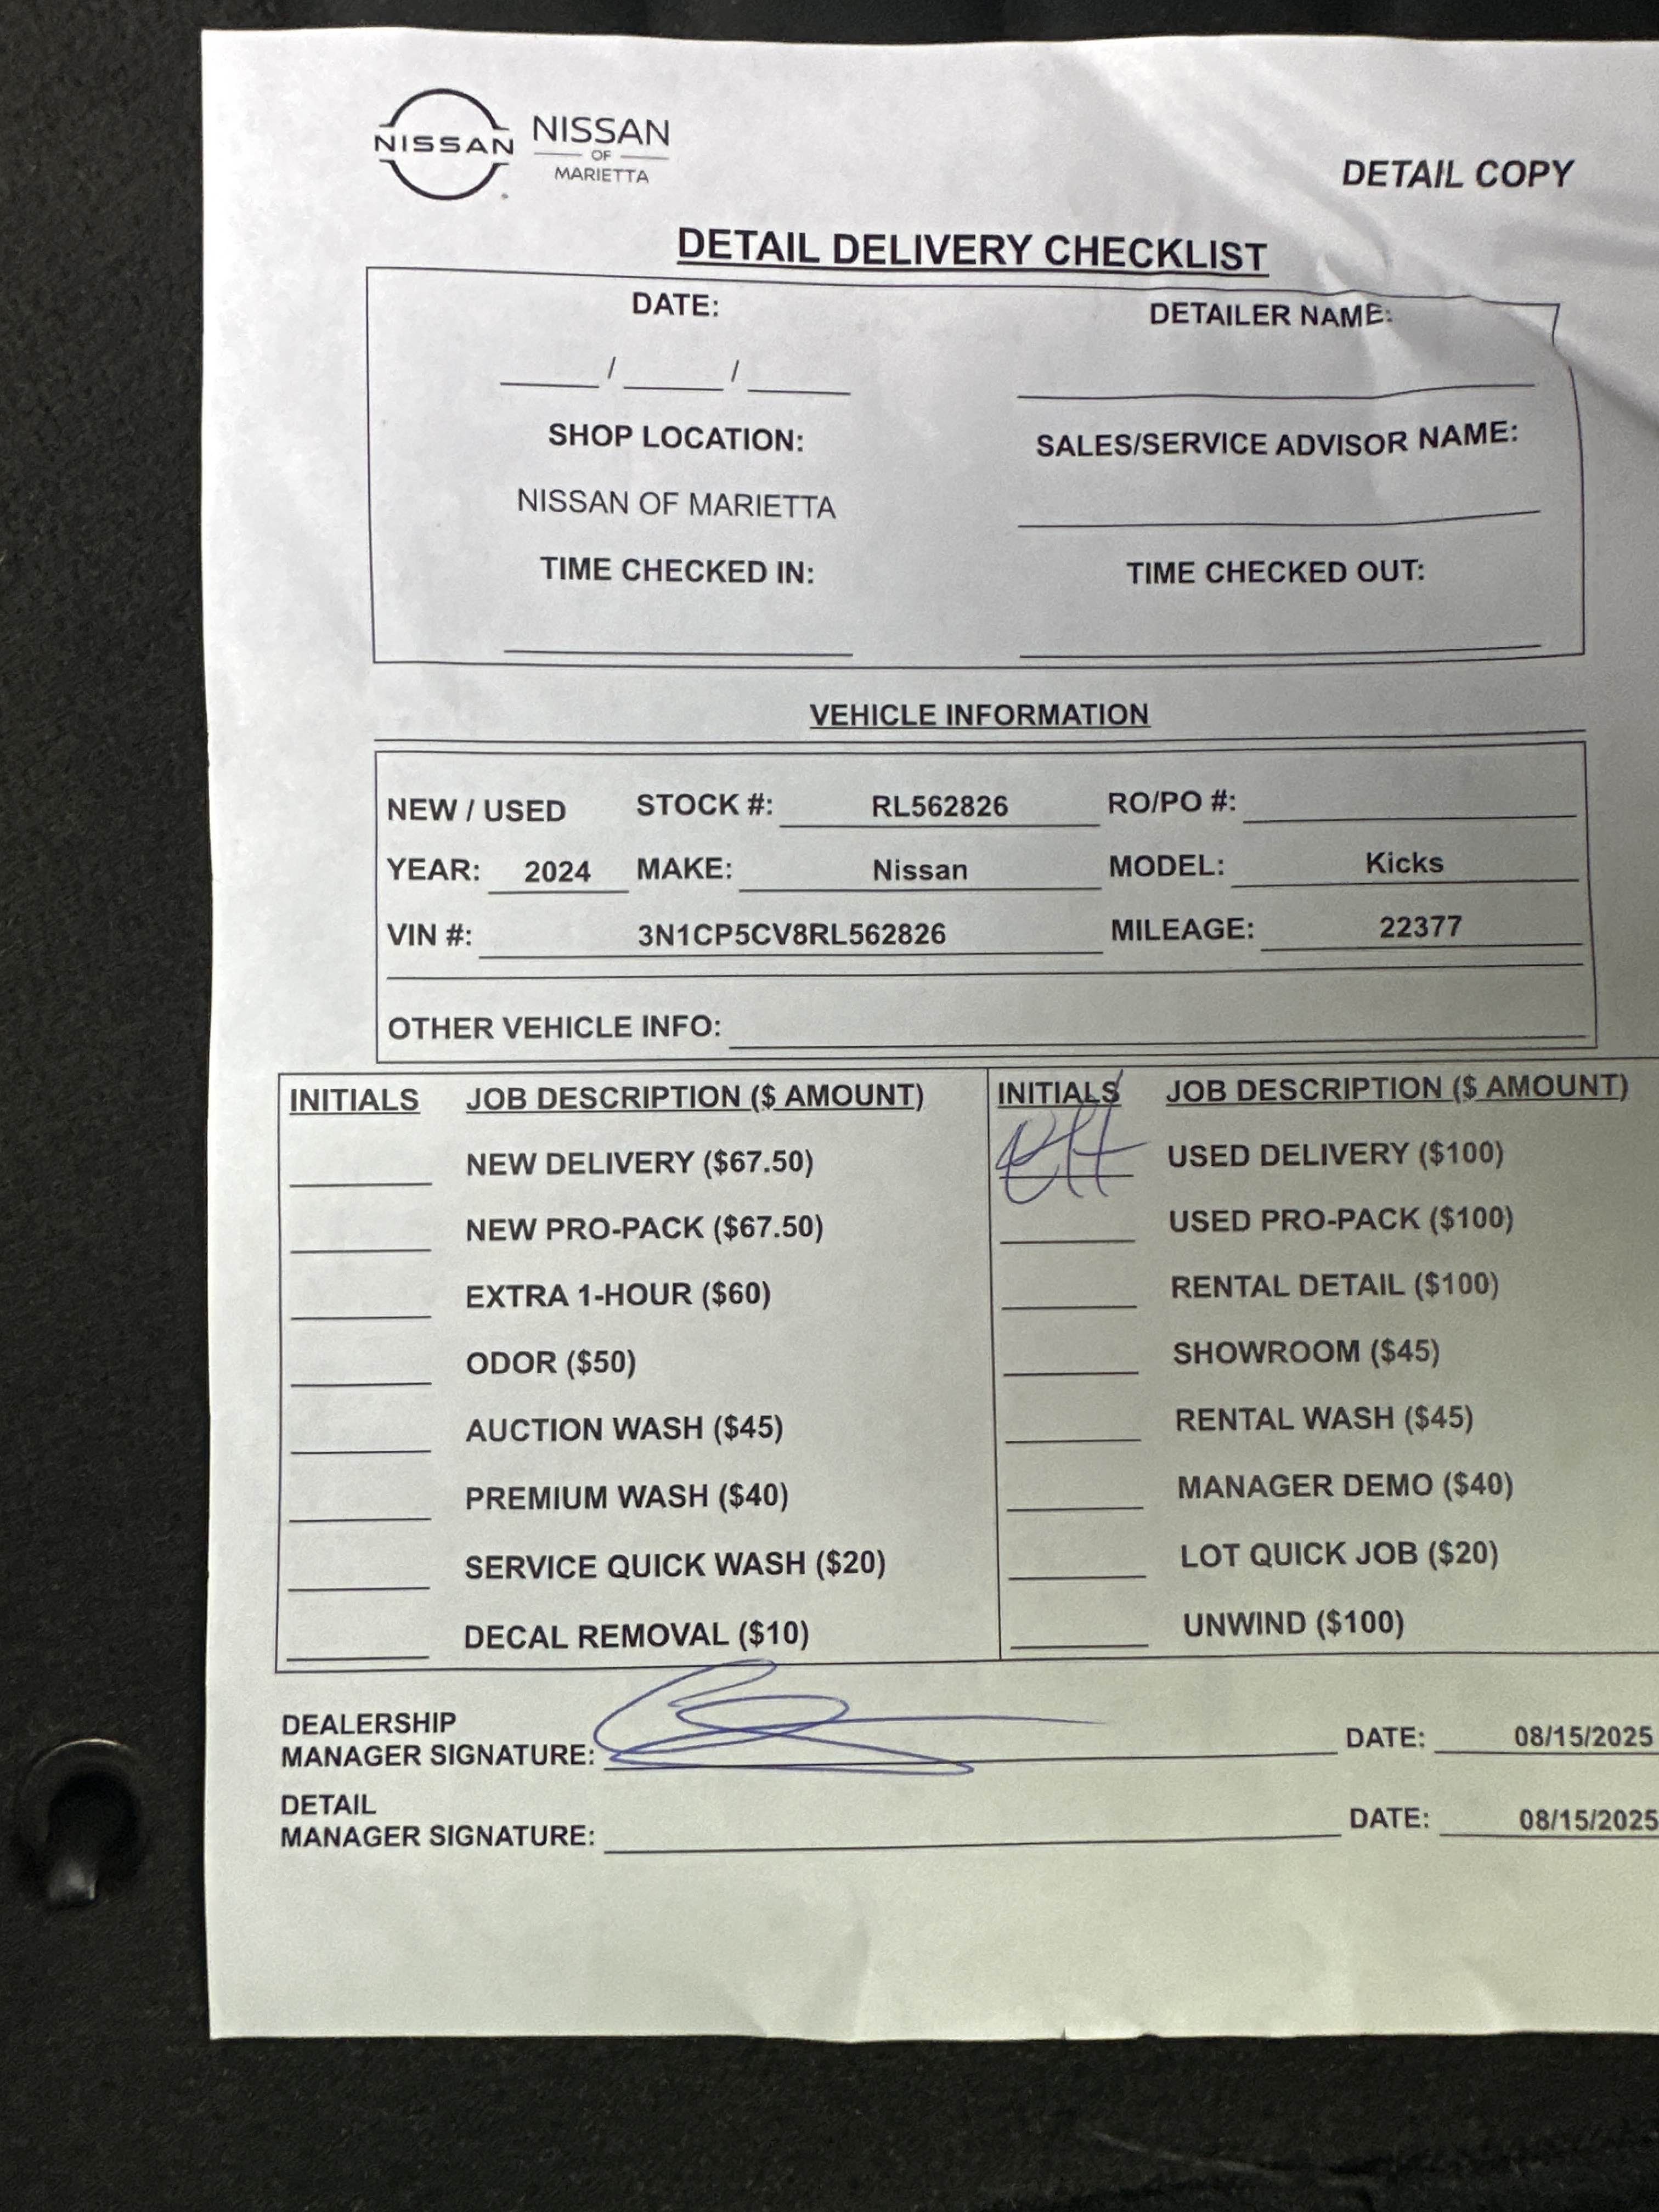 NISSAN
NISSAN
OF
MARIETTA
DETAIL COPY
DETAIL DELIVERY CHECKLIST
DATE: DETAILER NAME:
/ /
SHOP LOCATION: SALES/SERVICE ADVISOR NAME:
NISSAN OF MARIETTA
TIME CHECKED IN: TIME CHECKED OUT:
VEHICLE INFORMATION
NEW / USED STOCK #: RL562826 RO/PO #:
YEAR: 2024 MAKE: Nissan MODEL: Kicks
VIN #: 3N1CP5CV8RL562826 MILEAGE: 22377
OTHER VEHICLE INFO:
INITIALS JOB DESCRIPTION ($ AMOUNT) INITIALS JOB DESCRIPTION ($ AMOUNT)
NEW DELIVERY ($67.50) USED DELIVERY ($100)
NEW PRO-PACK ($67.50) USED PRO-PACK ($100)
EXTRA 1-HOUR ($60) RENTAL DETAIL ($100)
ODOR ($50) SHOWROOM ($45)
AUCTION WASH ($45) RENTAL WASH ($45)
PREMIUM WASH ($40) MANAGER DEMO ($40)
SERVICE QUICK WASH ($20) LOT QUICK JOB ($20)
DECAL REMOVAL ($10) UNWIND ($100)
DEALERSHIP
MANAGER SIGNATURE: DATE: 08/15/2025
DETAIL
MANAGER SIGNATURE: DATE: 08/15/2025